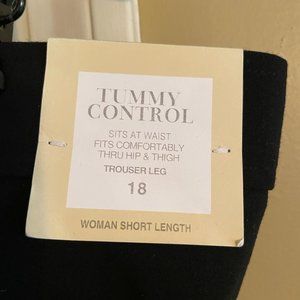 TUMMY
CONTROL
SITS AT WAIST
FITS COMFORTABLY
THRU HIP & THIGH
TROUSER LEG
18
WOMAN SHORT LENGTH